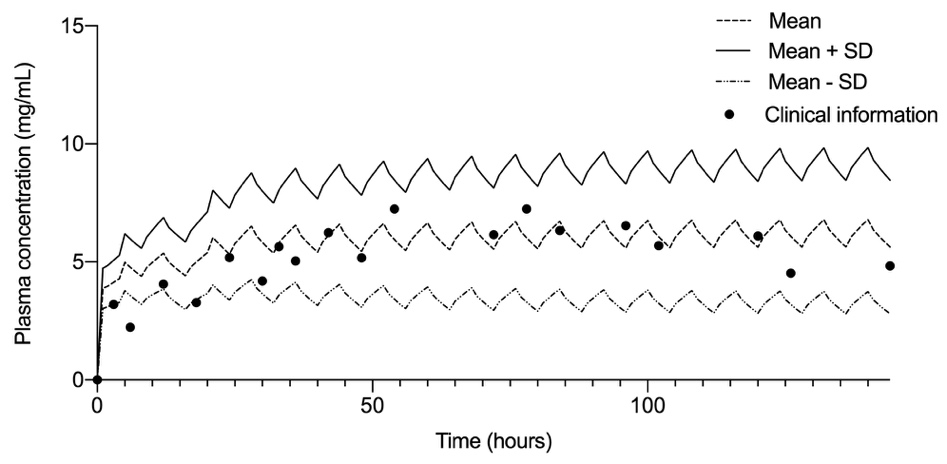 Mean
Mean + SD
Mean - SD
Clinical information
Plasma concentration (mg/mL)
15
10
5
0
0
50
100
Time (hours)